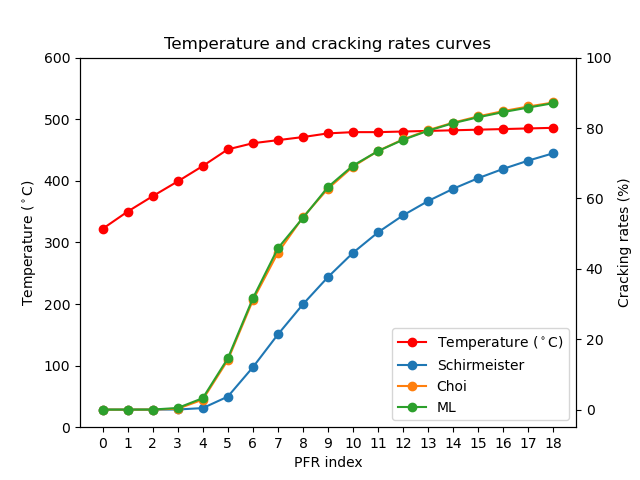 Temperature and cracking rates curves
Temperature (°C)
600
500
400
300
200
100
0
100
80
60
40
20
0
Cracking rates (%)
Temperature (°C)
Schirmeister
Choi
ML
0 1 2 3 4 5 6 7 8 9 10 11 12 13 14 15 16 17 18
PFR index